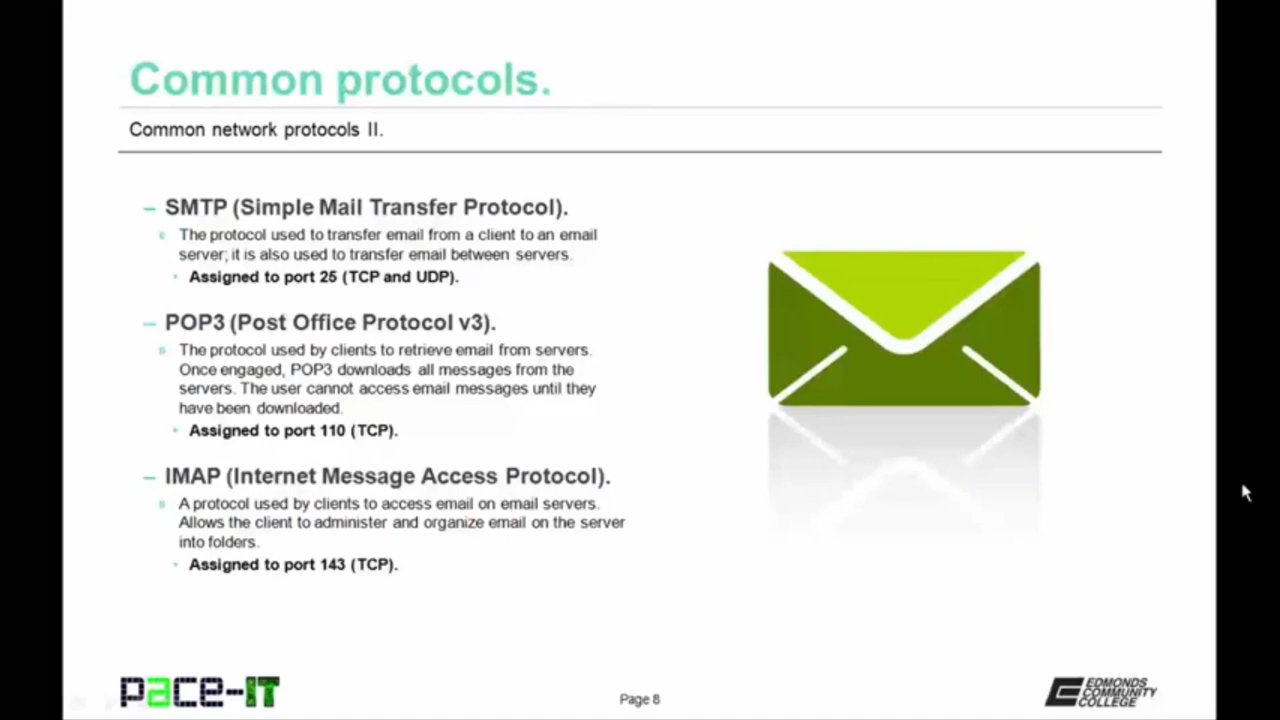 Common protocols.
Common network protocols II.
– SMTP (Simple Mail Transfer Protocol).
» The protocol used to transfer email from a client to an email
server; it is also used to transfer email between servers.
• Assigned to port 25 (TCP and UDP).
– POP3 (Post Office Protocol v3).
» The protocol used by clients to retrieve email from servers.
Once engaged, POP3 downloads all messages from the
servers. The user cannot access email messages until they
have been downloaded.
• Assigned to port 110 (TCP).
– IMAP (Internet Message Access Protocol).
» A protocol used by clients to access email on email servers.
Allows the client to administer and organize email on the server
into folders.
• Assigned to port 143 (TCP).
pace-IT
Page 8
EDMONDS
COMMUNITY
COLLEGE